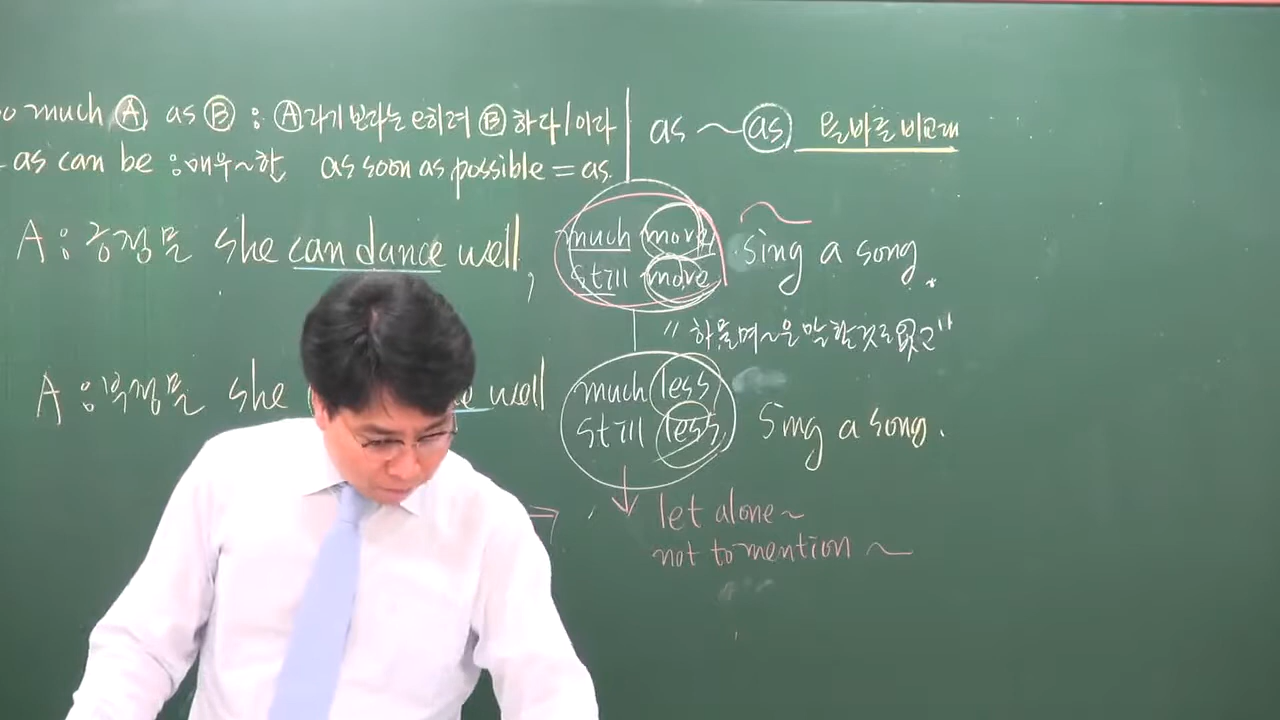 so much Ⓐ as Ⓑ : Ⓐ라기 보다는 오히려 Ⓑ 하다/이라
as can be : 매우~한 as soon as possible = as
as ~ as 올바른 비교급
A : 긍정문 she can dance well, much more sing a song.
still more
" 하물며~은 말할것도 없고 "
A : 부정문 she well much less Sing a song.
still less
let alone ~
not to mention ~